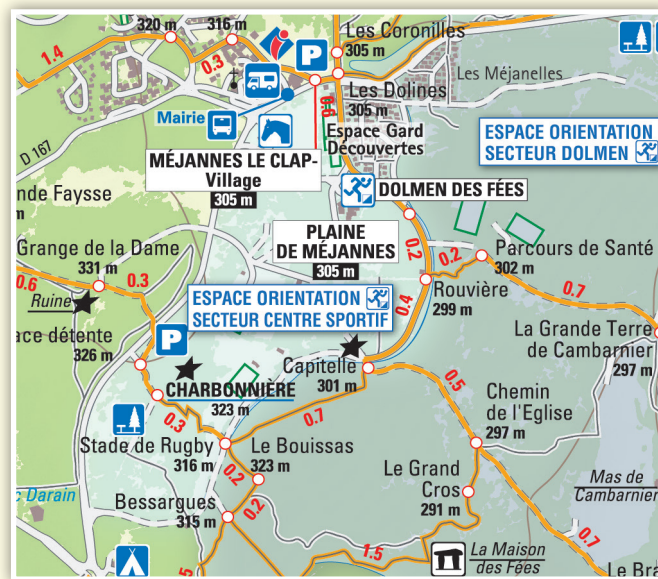 320 m
316 m
1.4
0.3
P
Les Coronilles
305 m
Les Méjanelles
Les Dolines
305 m
0.6
Mairie
Espace Gard
Découvertes
ESPACE ORIENTATION
SECTEUR DOLMEN
D 167
MÉJANNES LE CLAP-
Village
305 m
DOLMEN DES FÉES
nde Faysse
m
PLAINE
DE MÉJANNES
305 m
0.2
0.2
Parcours de Santé
302 m
Grange de la Dame
331 m
0.6
0.3
Ruine
Rouvière
299 m
0.4
0.7
ESPACE ORIENTATION
SECTEUR CENTRE SPORTIF
ace détente
326 m
P
La Grande Terre
de Cambarnier
297 m
Capitelle
301 m
CHARBONNIÈRE
323 m
0.5
Chemin
de l'Eglise
297 m
0.3
0.7
Stade de Rugby
316 m
Le Bouissas
323 m
0.2
Le Grand
Cros
291 m
Mas de
Cambarnier
c Darain
Bessargues
315 m
0.2
0.7
1.5
La Maison
des Fées
5
Le Bra